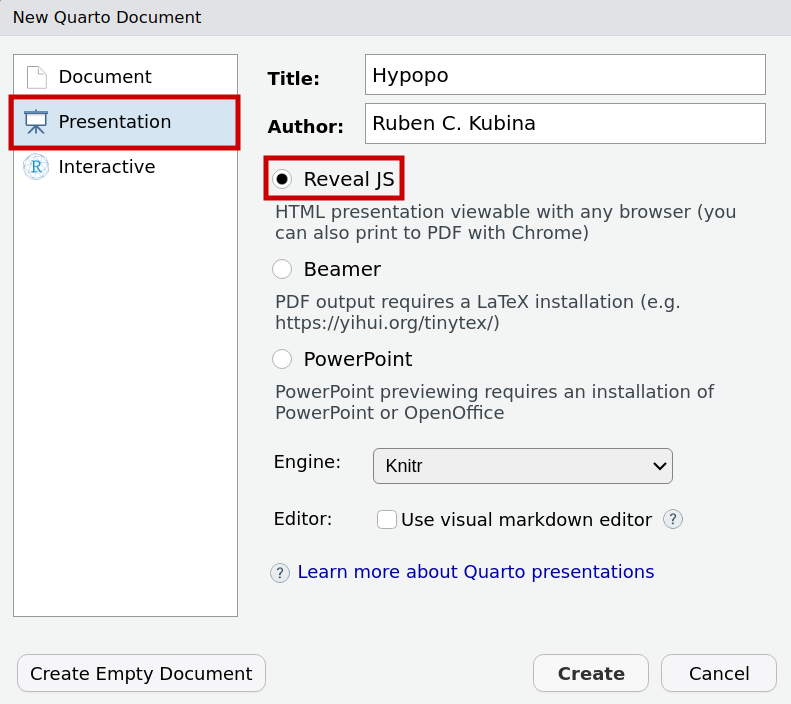 New Quarto Document
Document
Presentation
R Interactive
Title: Hypopo
Author: Ruben C. Kubina
Reveal JS
HTML presentation viewable with any browser (you
can also print to PDF with Chrome)
Beamer
PDF output requires a LaTeX installation (e.g.
https://yihui.org/tinytex/)
PowerPoint
PowerPoint previewing requires an installation of
PowerPoint or OpenOffice
Engine: Knitr
Editor: Use visual markdown editor ?
? Learn more about Quarto presentations
Create Empty Document Create Cancel